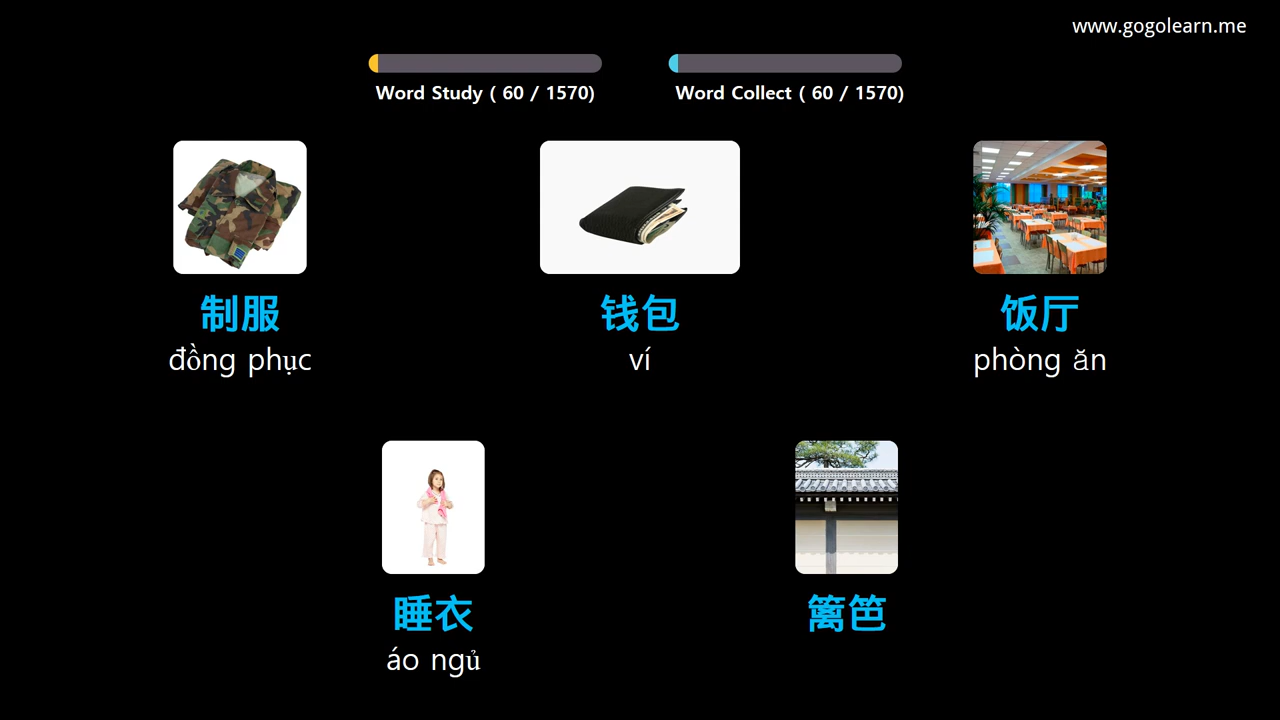 www.gogolearn.me
Word Study ( 60 / 1570)
Word Collect ( 60 / 1570)
制服
đồng phục
钱包
ví
饭厅
phòng ăn
睡衣
áo ngủ
篱笆